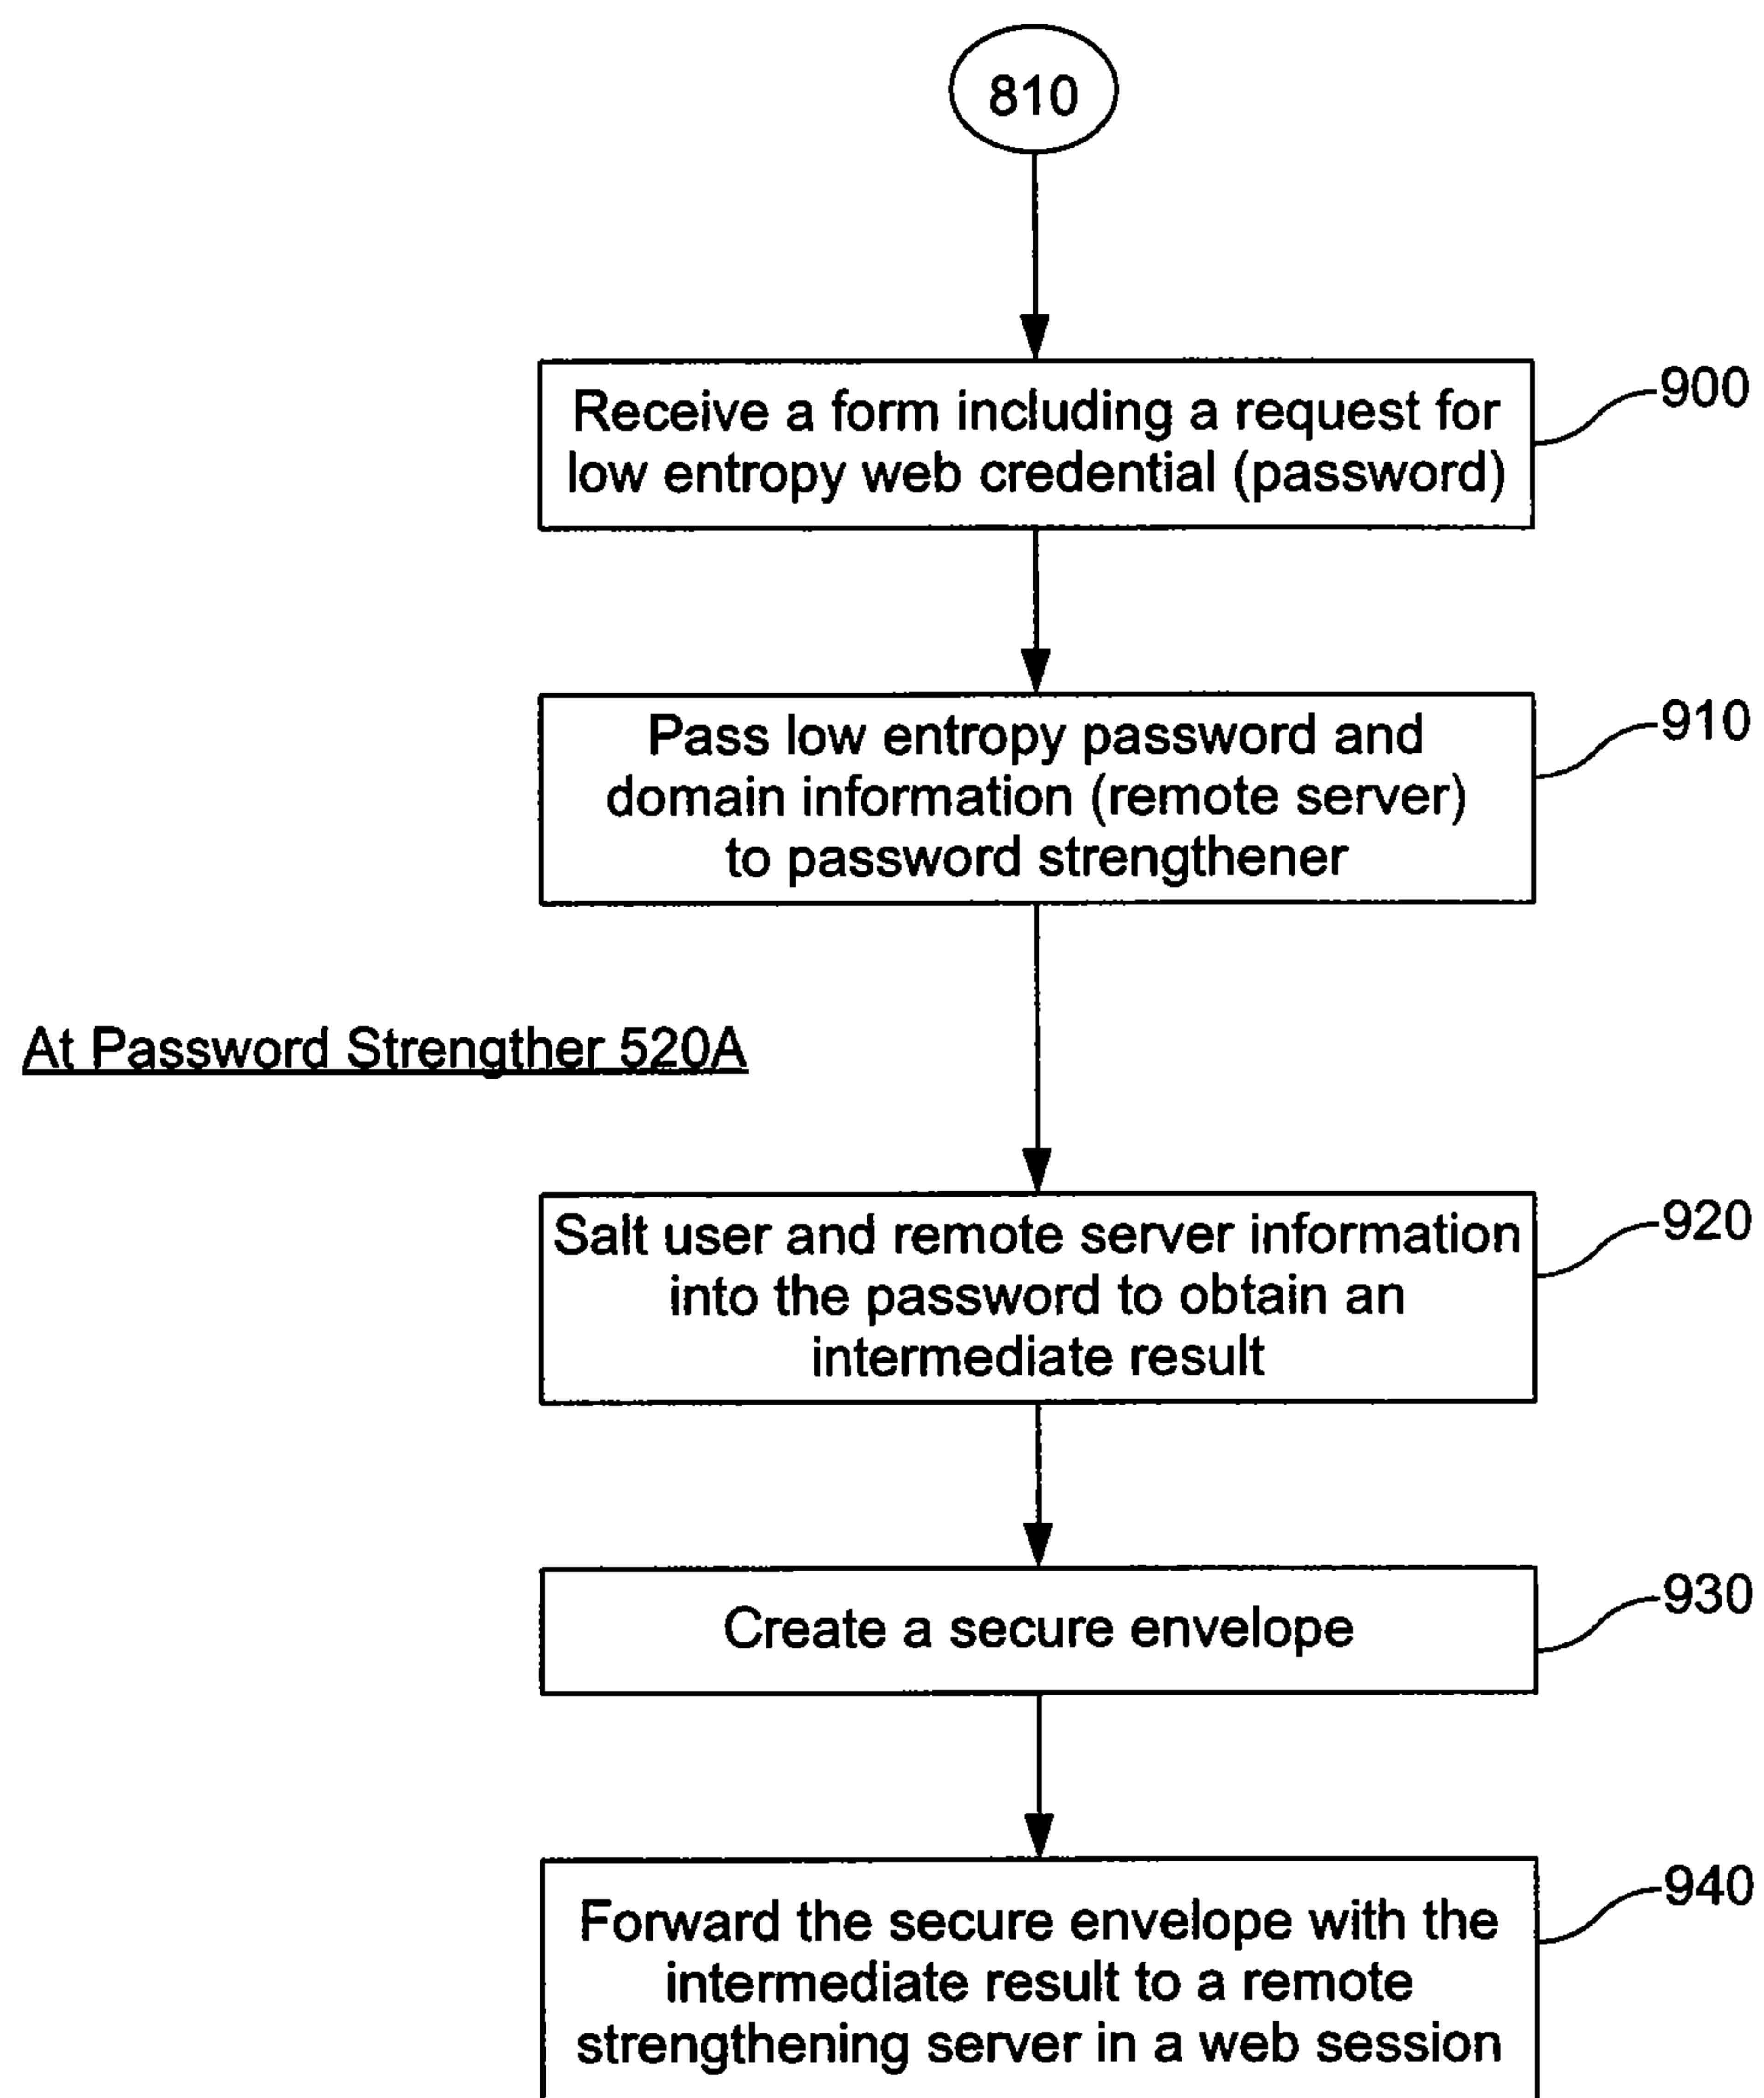 810
Receive a form including a request for
low entropy web credential (password)
900
Pass low entropy password and
domain information (remote server)
to password strengthener
910
At Password Strengther 520A
Salt user and remote server information
into the password to obtain an
intermediate result
920
Create a secure envelope
930
Forward the secure envelope with the
intermediate result to a remote
strengthening server in a web session
940